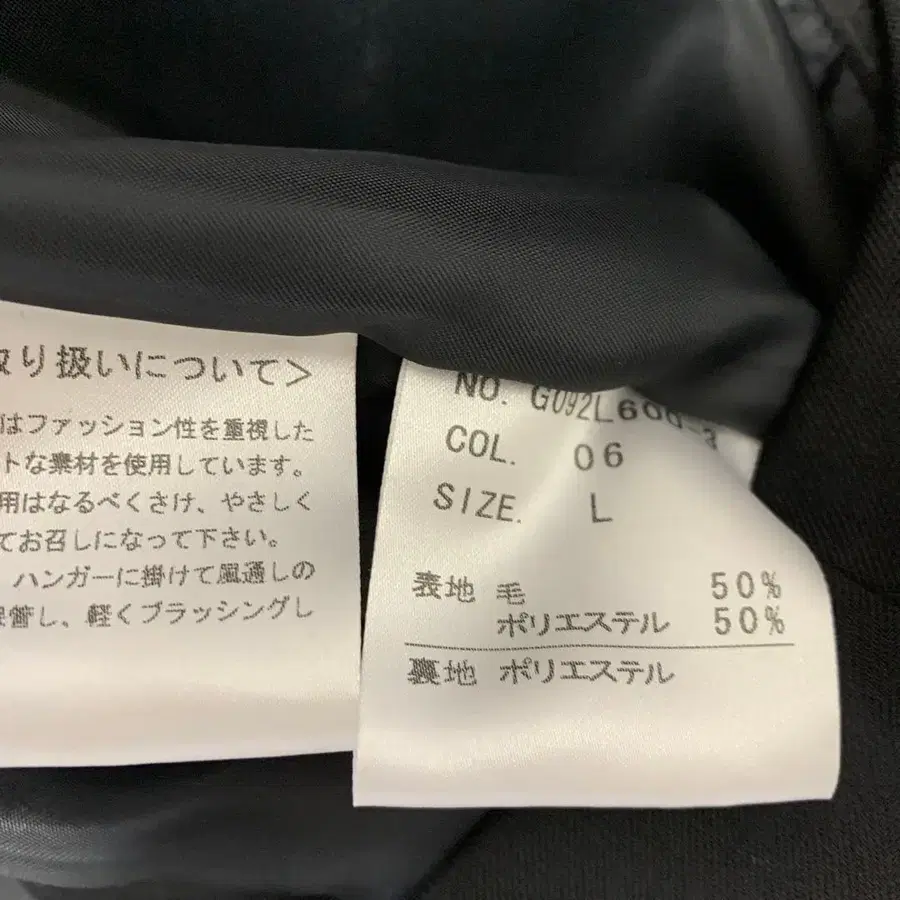 取り扱いについて>
はファッション性を重視した
トな素材を使用しています。
用はなるべくさけ、やさしく
てお召しになって下さい。
ハンガーに掛けて風通しの
保管し、軽くブラッシングし
NO. G092L600-3
COL. 06
SIZE. L
表地 毛 50%
ポリエステル 50%
裏地 ポリエステル